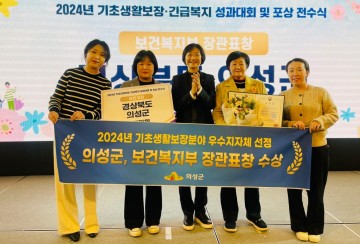 2024년 기초생활보장·긴급복지 성과대회 및 포상 전수식
보건복지부 장관표창
의성군
경상북도
의성군
2024년 기초생활보장분야 우수지자체 선정
의성군, 보건복지부 장관표창 수상
의성군